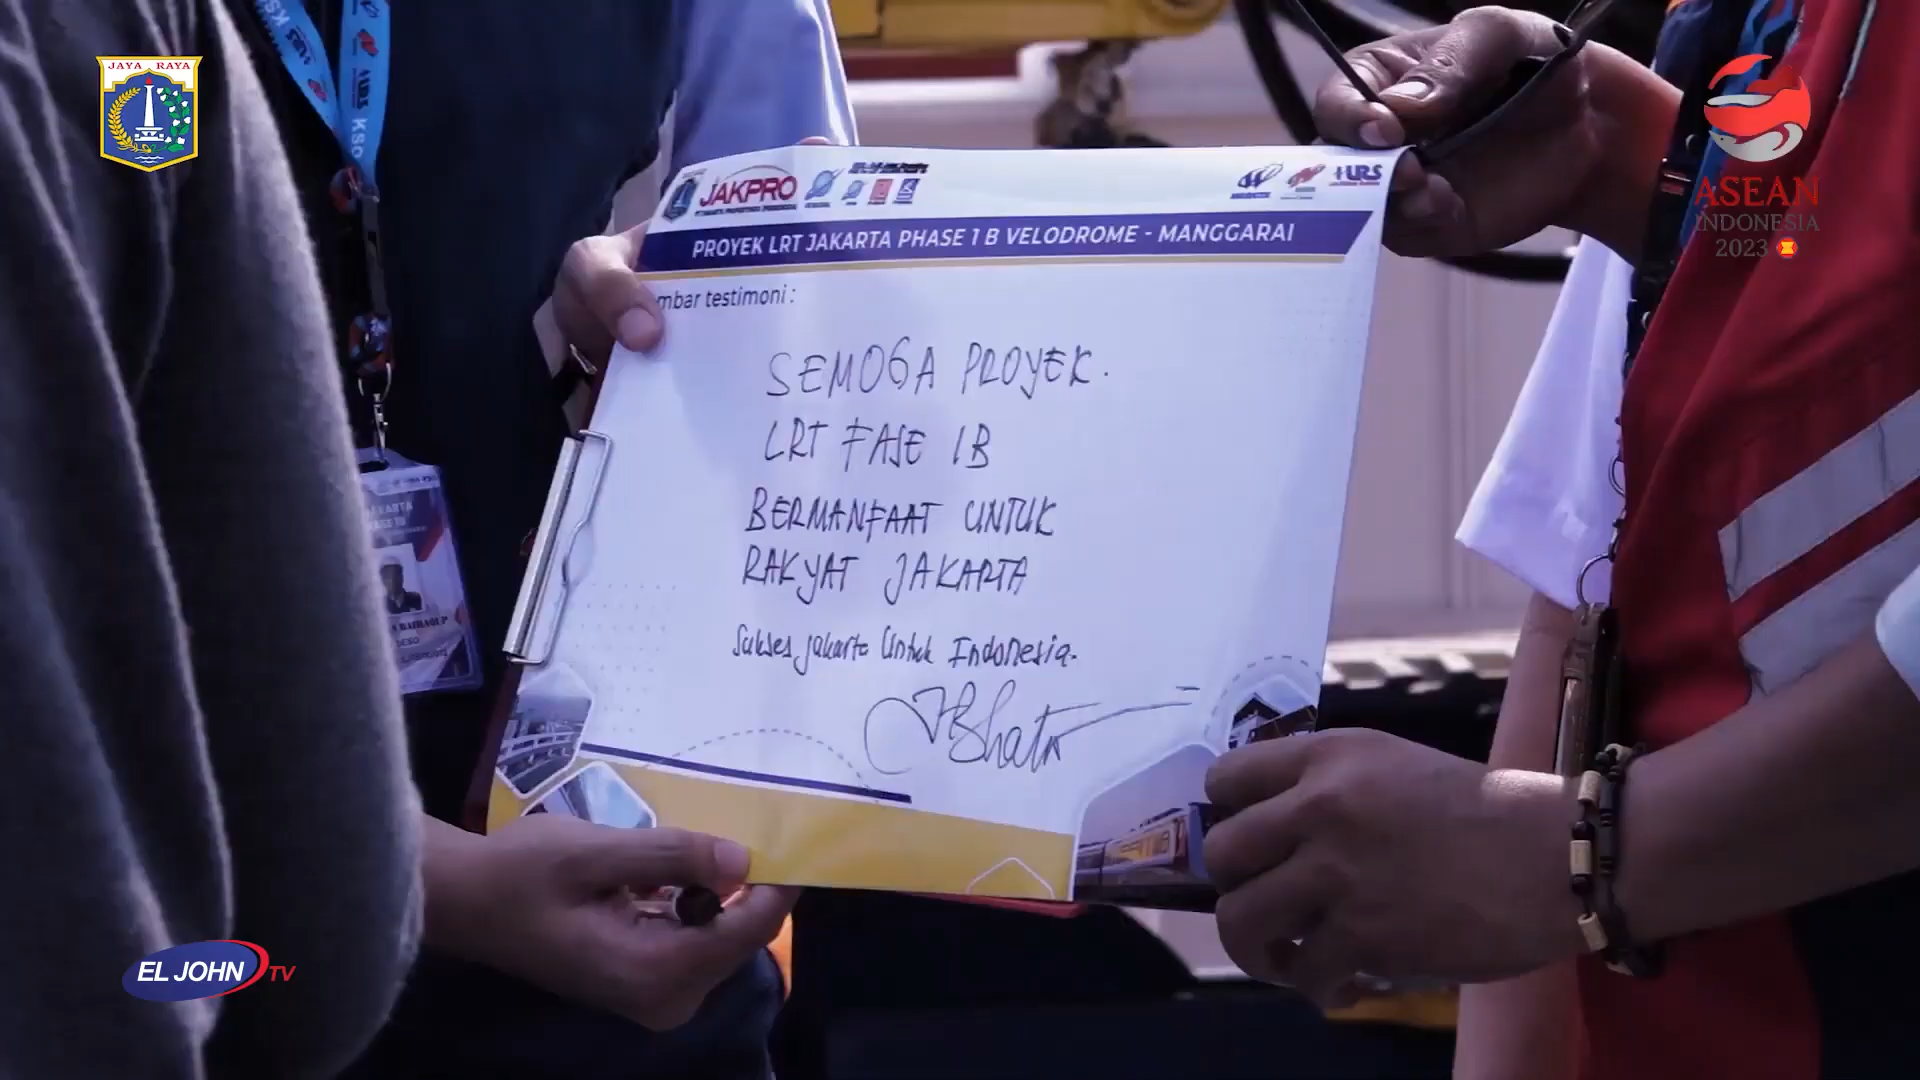 JAYA RAYA
ASEAN
INDONESIA
2023
KSO
JAKPRO
URS
PROYEK LRT JAKARTA PHASE 1 B VELODROME - MANGGARAI
mbar testimoni :
SEMOGA PROYEK.
LRT FASE 1B
BERMANFAAT UNTUK
RAKYAT JAKARTA
Sukses Jakarta Untuk Indonesia.
EL JOHN TV